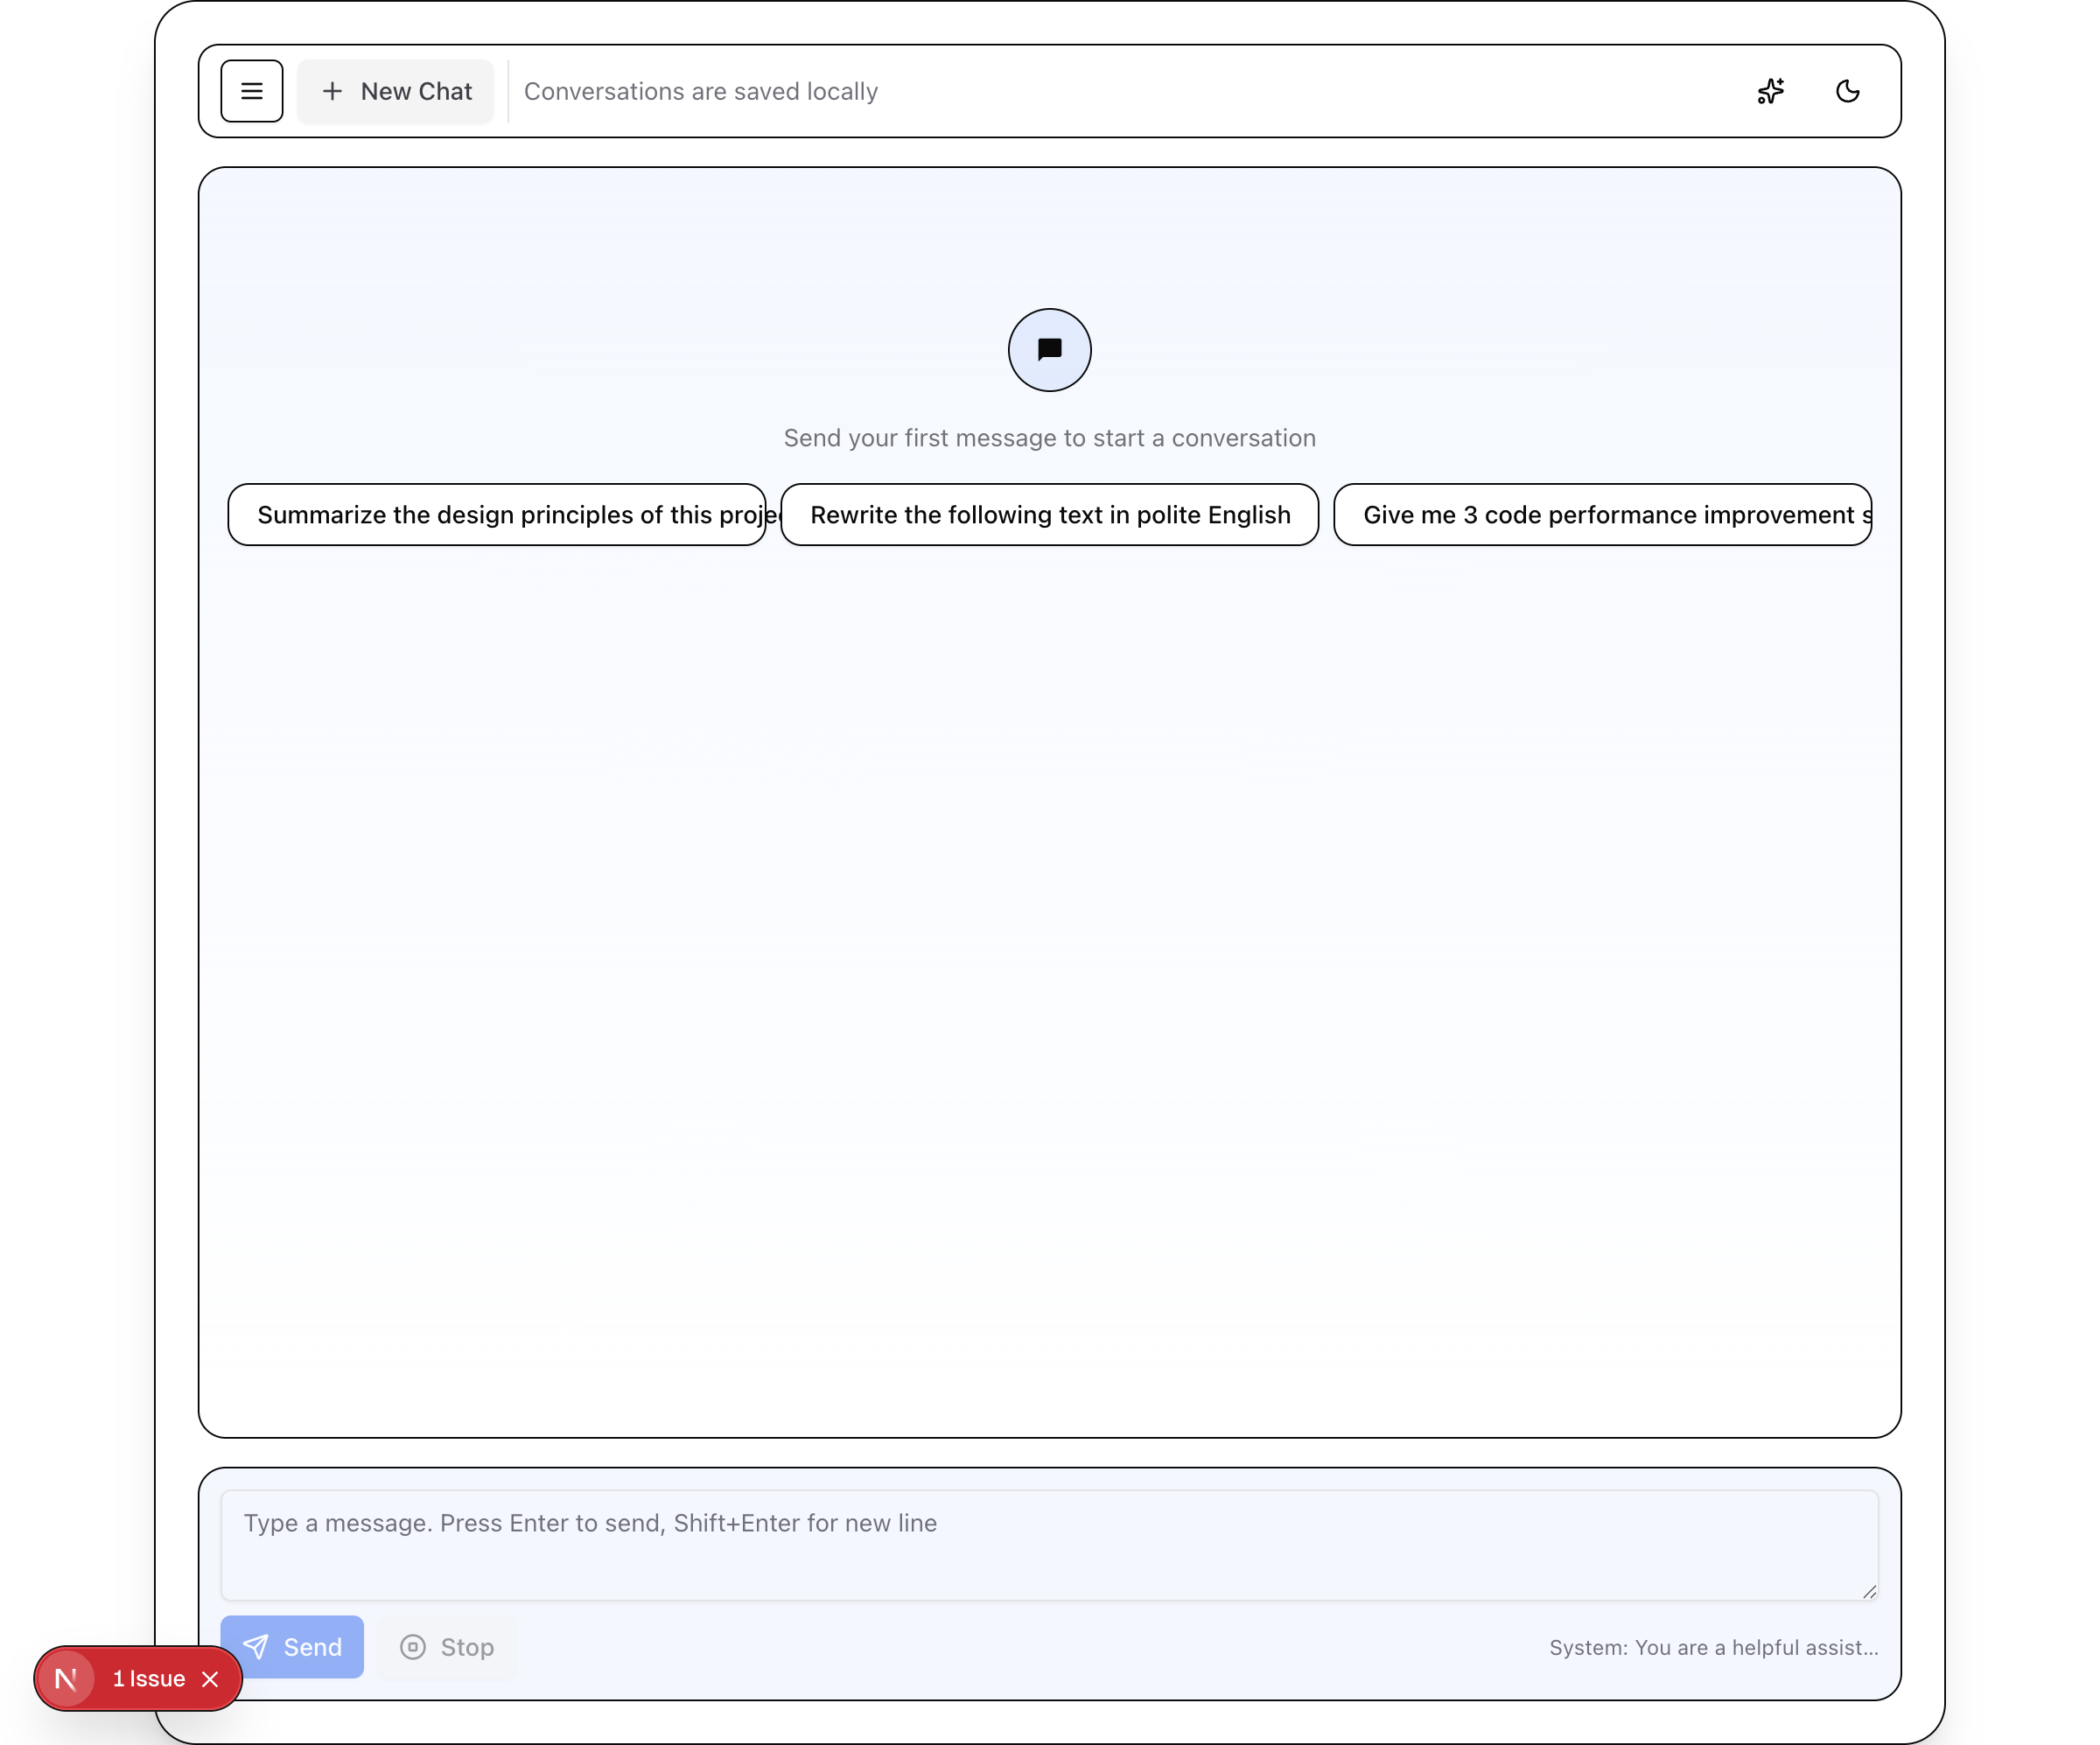 New Chat
Conversations are saved locally
Send your first message to start a conversation
Summarize the design principles of this proje
Rewrite the following text in polite English
Give me 3 code performance improvement s
Type a message. Press Enter to send, Shift+Enter for new line
Send
Stop
System: You are a helpful assist...
N
1 Issue